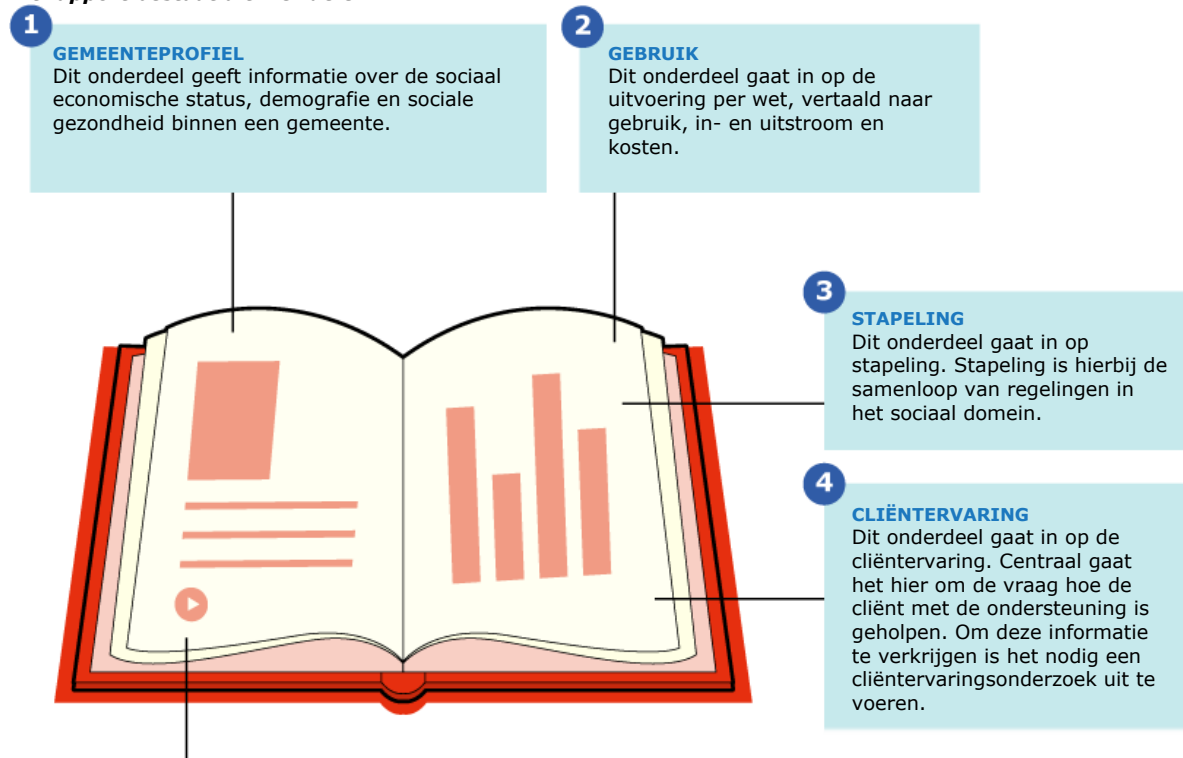 1
GEMEENTEPROFIEL
Dit onderdeel geeft informatie over de sociaal
economische status, demografie en sociale
gezondheid binnen een gemeente.
2
GEBRUIK
Dit onderdeel gaat in op de
uitvoering per wet, vertaald naar
gebruik, in- en uitstroom en
kosten.
3
STAPELING
Dit onderdeel gaat in op
stapeling. Stapeling is hierbij de
samenloop van regelingen in
het sociaal domein.
4
CLIËNTERVARING
Dit onderdeel gaat in op de
cliëntervaring. Centraal gaat
het hier om de vraag hoe de
cliënt met de ondersteuning is
geholpen. Om deze informatie
te verkrijgen is het nodig een
cliëntervaringsonderzoek uit te
voeren.